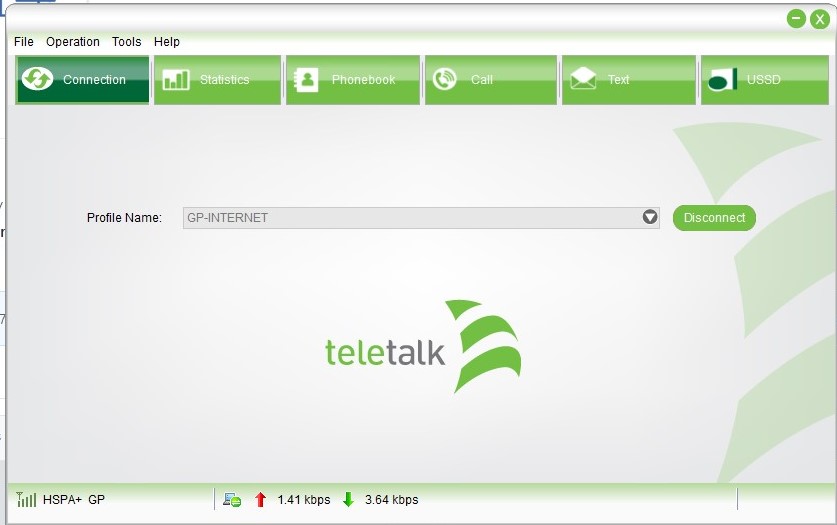 File Operation Tools Help
Connection Statistics Phonebook Call Text USSD
Profile Name: GP-INTERNET Disconnect
teletalk
HSPA+ GP 1.41 kbps 3.64 kbps